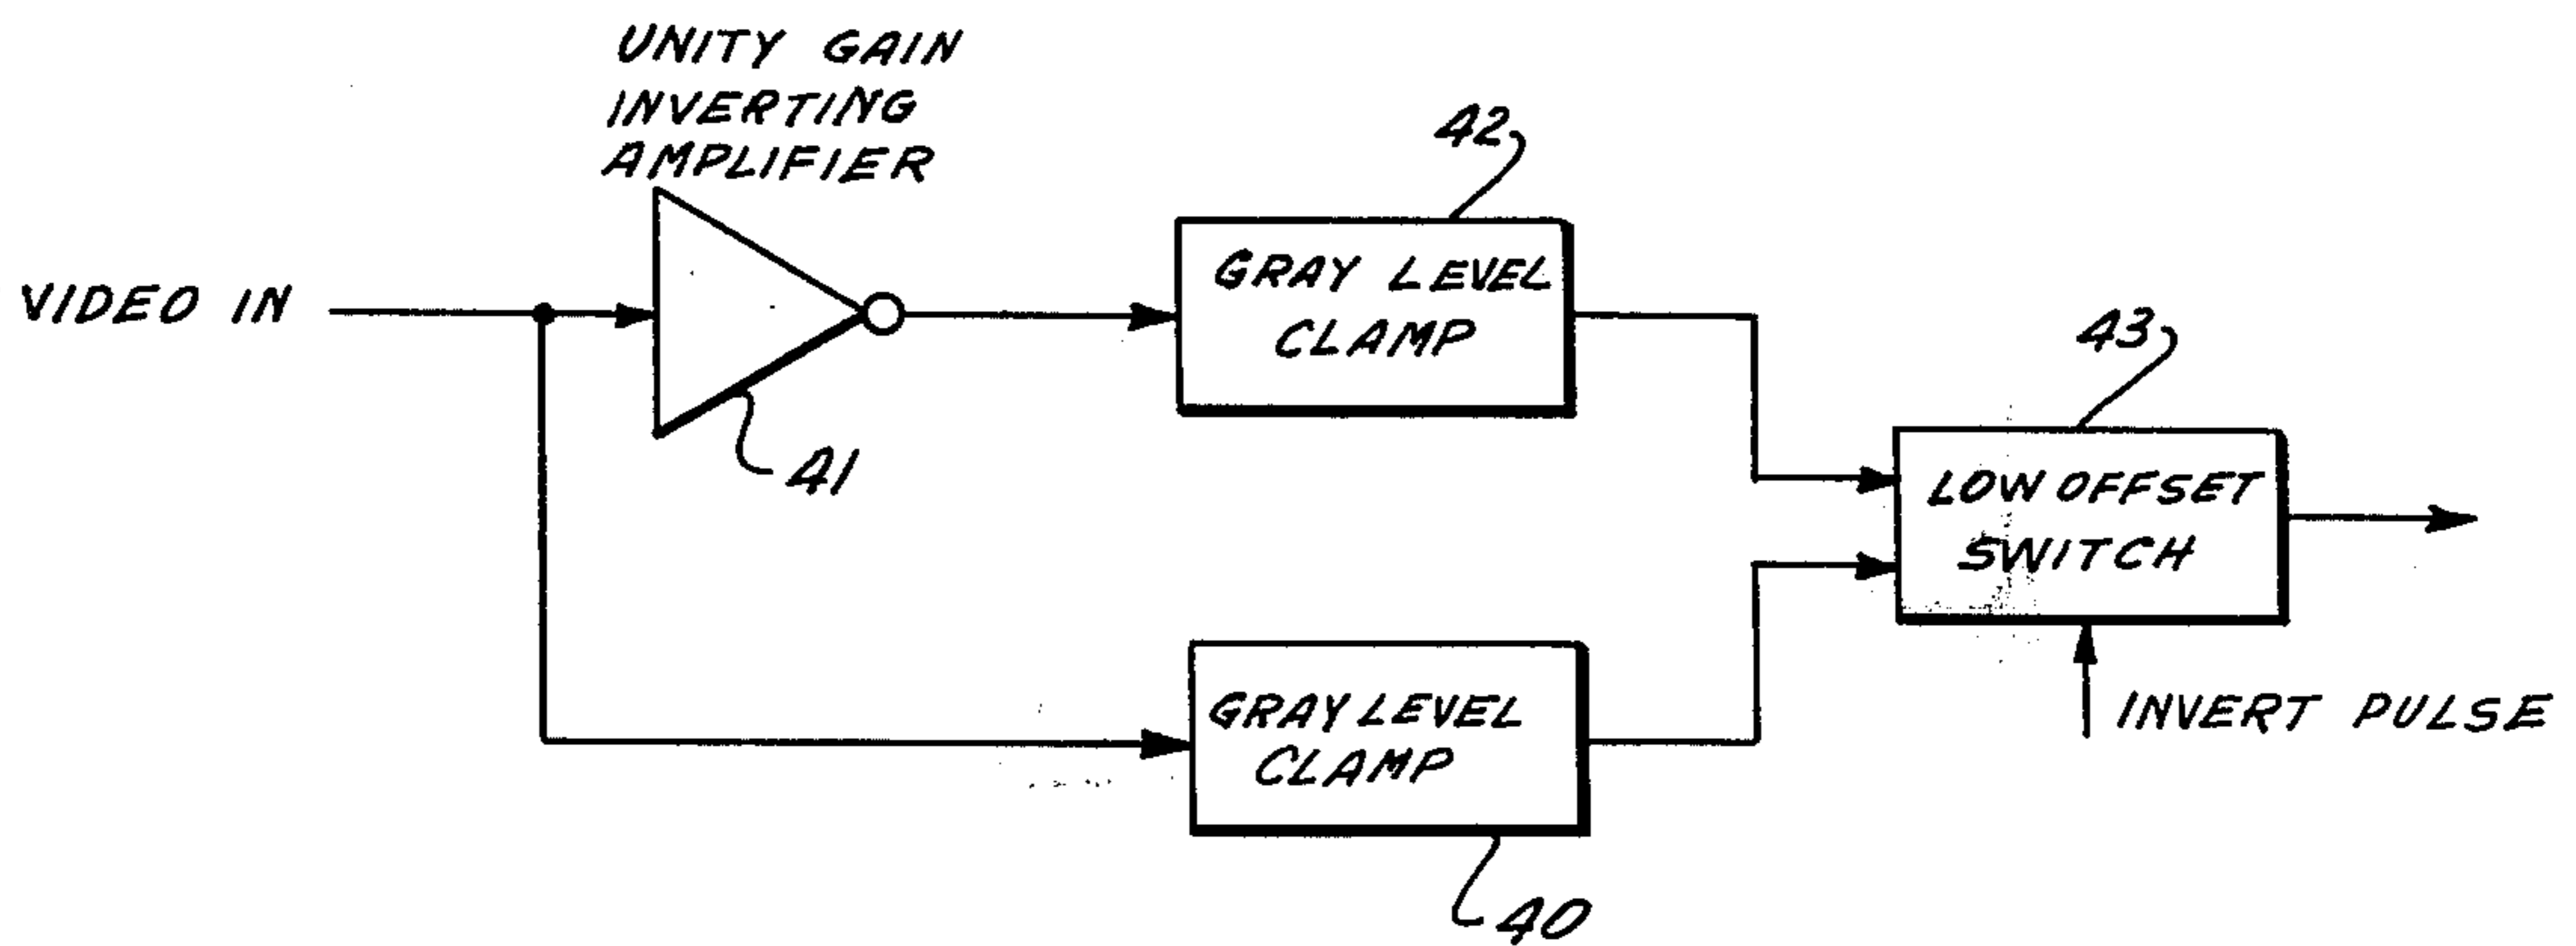 UNITY GAIN
INVERTING
AMPLIFIER
42
GRAY LEVEL
CLAMP
VIDEO IN
43
41
LOW OFFSET
SWITCH
GRAY LEVEL
CLAMP
INVERT PULSE
40